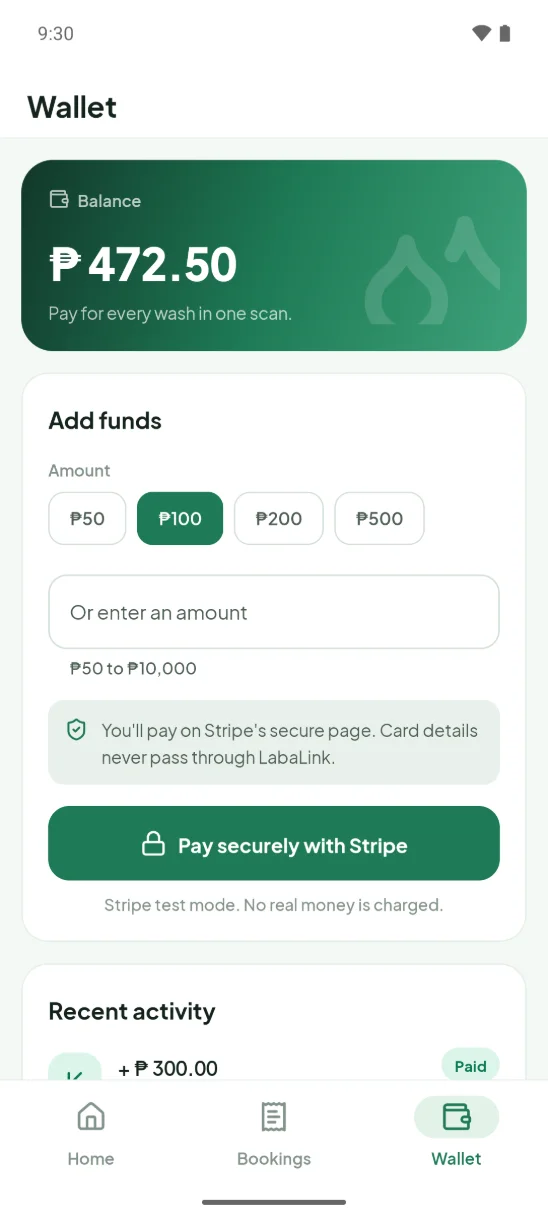 9:30
Wallet
Balance
₱ 472.50
Pay for every wash in one scan.
Add funds
Amount
₱50
₱100
₱200
₱500
Or enter an amount
₱50 to ₱10,000
You'll pay on Stripe's secure page. Card details
never pass through LabaLink.
Pay securely with Stripe
Stripe test mode. No real money is charged.
Recent activity
+ ₱ 300.00
Paid
Home
Bookings
Wallet